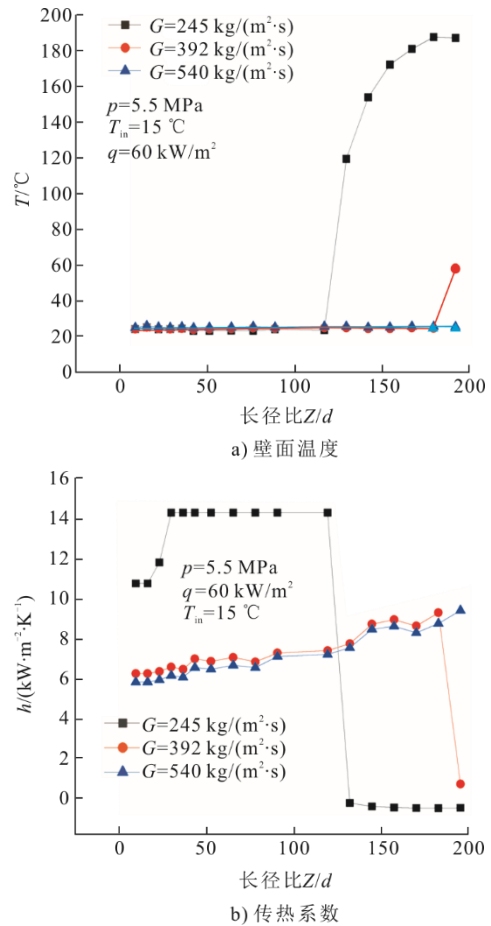 200
180
160
140
120
100
80
60
40
20
0
T/℃
G=245 kg/(m²·s)
G=392 kg/(m²·s)
G=540 kg/(m²·s)
p=5.5 MPa
T_in=15 ℃
q=60 kW/m²
0 50 100 150 200
长径比Z/d
a) 壁面温度
16
14
12
10
8
6
4
2
0
h/(kW·m⁻²·K⁻¹)
p=5.5 MPa
q=60 kW/m²
T_in=15 ℃
G=245 kg/(m²·s)
G=392 kg/(m²·s)
G=540 kg/(m²·s)
0 50 100 150 200
长径比Z/d
b) 传热系数